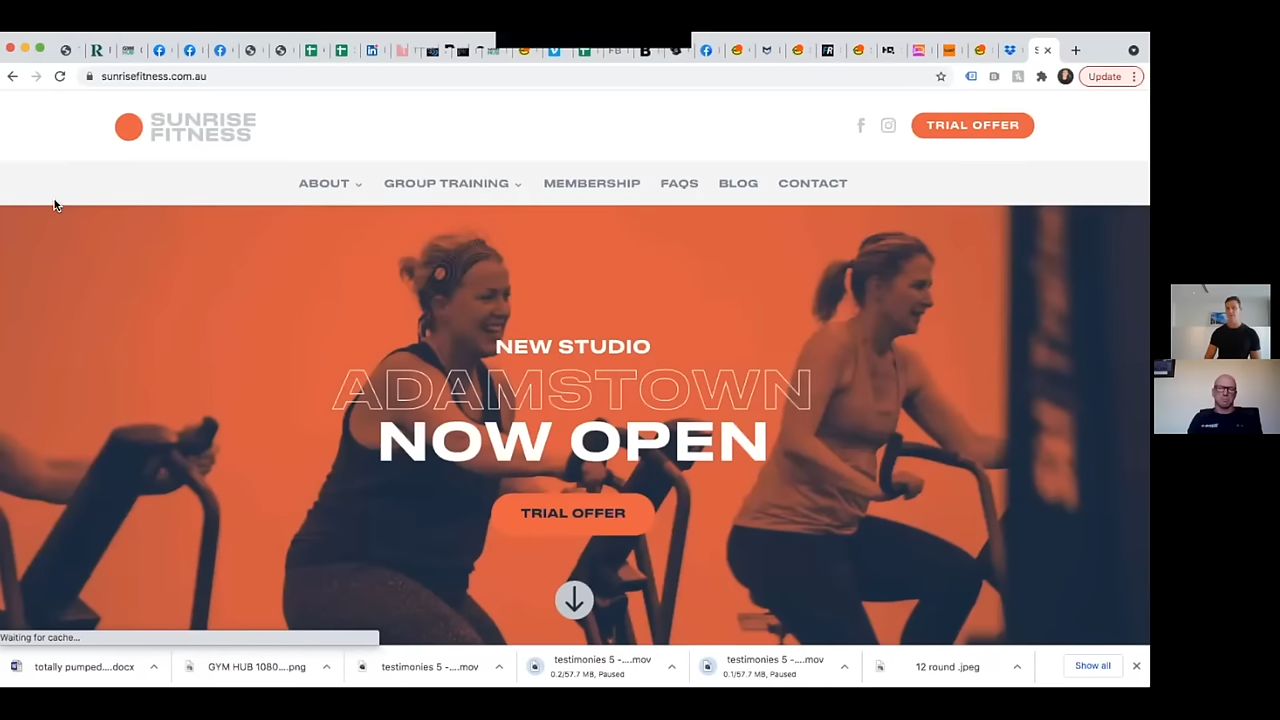 sunrisefitness.com.au
Update
SUNRISE
FITNESS
TRIAL OFFER
ABOUT
GROUP TRAINING
MEMBERSHIP
FAQS
BLOG
CONTACT
NEW STUDIO
ADAMSTOWN
NOW OPEN
TRIAL OFFER
Waiting for cache...
totally pumped....docx
GYM HUB 1080....png
testimonies 5 -....mov
testimonies 5 -....mov
0.2/57.7 MB, Paused
testimonies 5 -....mov
0.1/57.7 MB, Paused
12 round .jpeg
Show all